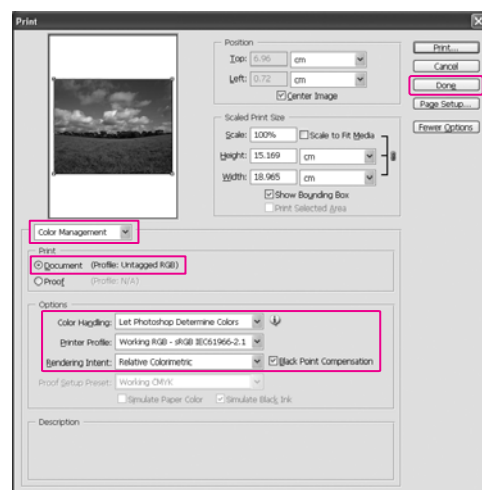 Print
Position
Top: 6.96 cm
Left: 0.72 cm
Center Image
Scaled Print Size
Scale: 100% Scale to Fit Media
Height: 15.169 cm
Width: 18.965 cm
Show Bounding Box
Print Selected Area
Print...
Cancel
Done
Page Setup...
Fewer Options
Color Management
Print
Document (Profile: Untagged RGB)
Proof (Profile: N/A)
Options
Color Handling: Let Photoshop Determine Colors
Printer Profile: Working RGB - sRGB IEC61966-2.1
Rendering Intent: Relative Colorimetric Black Point Compensation
Proof Setup Preset: Working CMYK
Simulate Paper Color Simulate Black Ink
Description